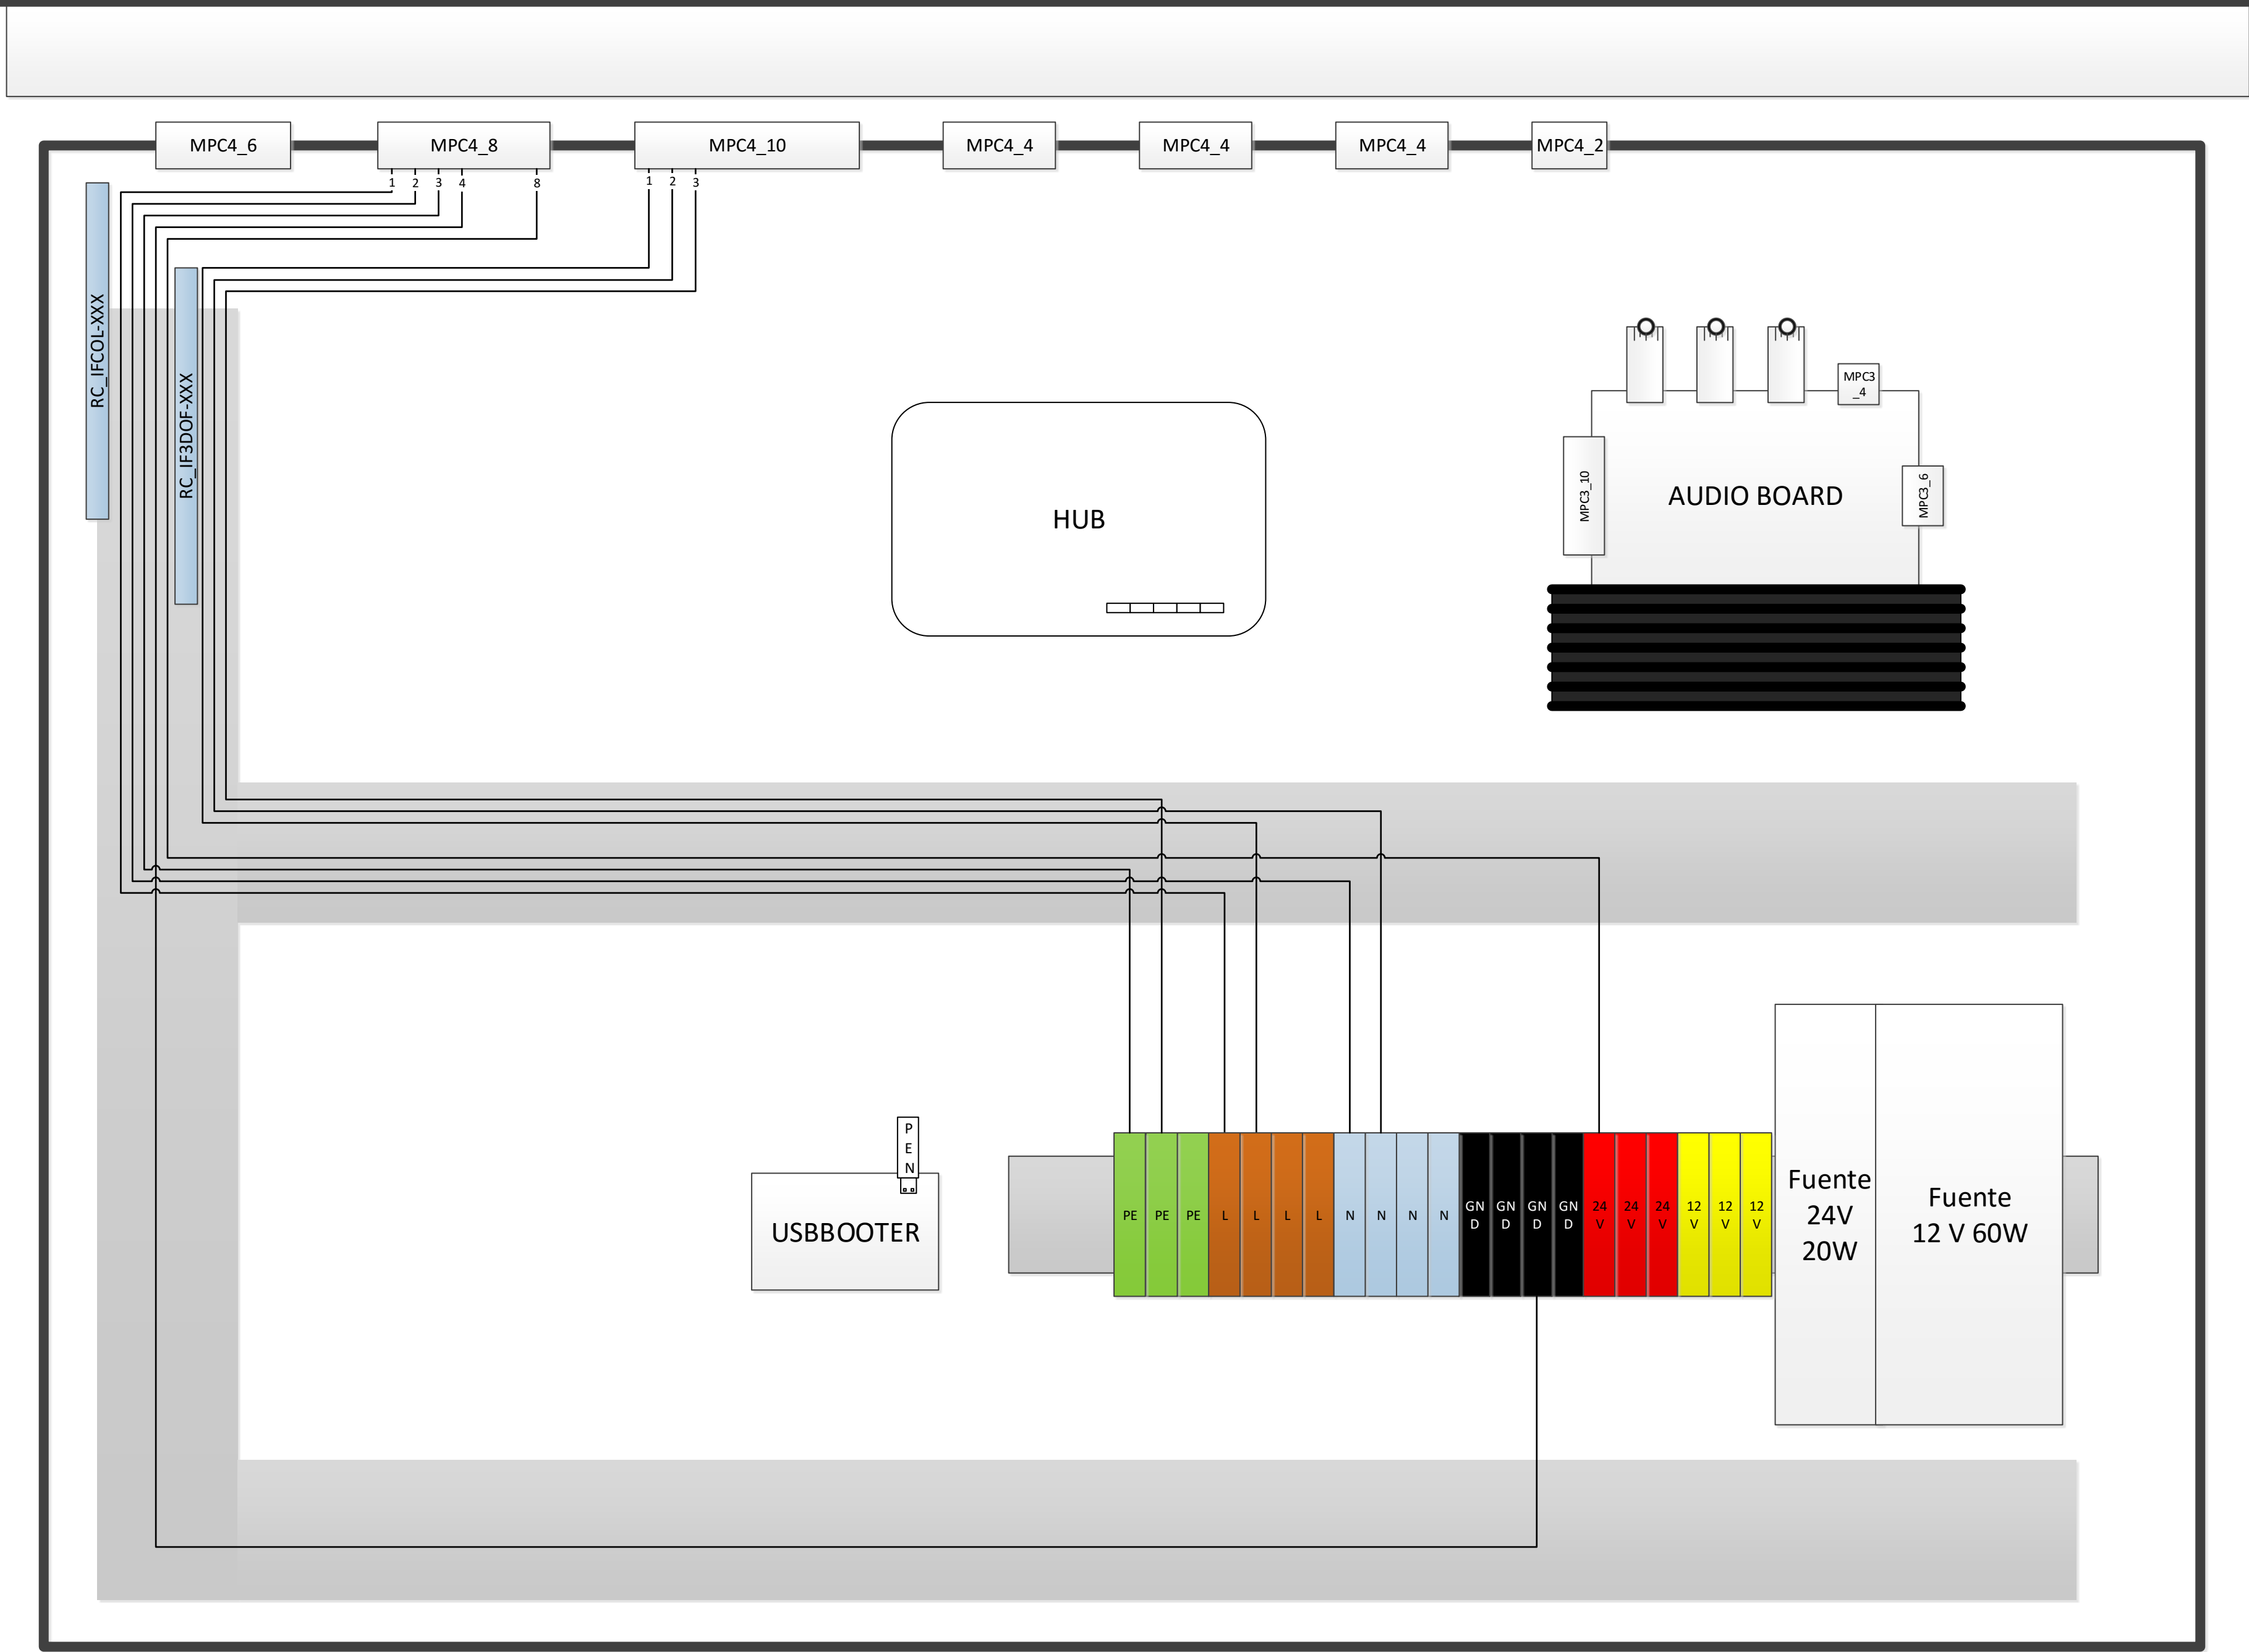 MPC4_6
MPC4_8
MPC4_10
MPC4_4
MPC4_4
MPC4_4
MPC4_2
1
2
3
4
8
1
2
3
RC_IFCOL-XXX
RC_IF3DOF-XXX
HUB
MPC3
_4
MPC3_10
AUDIO BOARD
MPC3_6
P
E
N
USBBOOTER
PE
PE
PE
L
L
L
L
N
N
N
N
GN
D
GN
D
GN
D
GN
D
24
V
24
V
24
V
12
V
12
V
12
V
Fuente
24V
20W
Fuente
12 V 60W